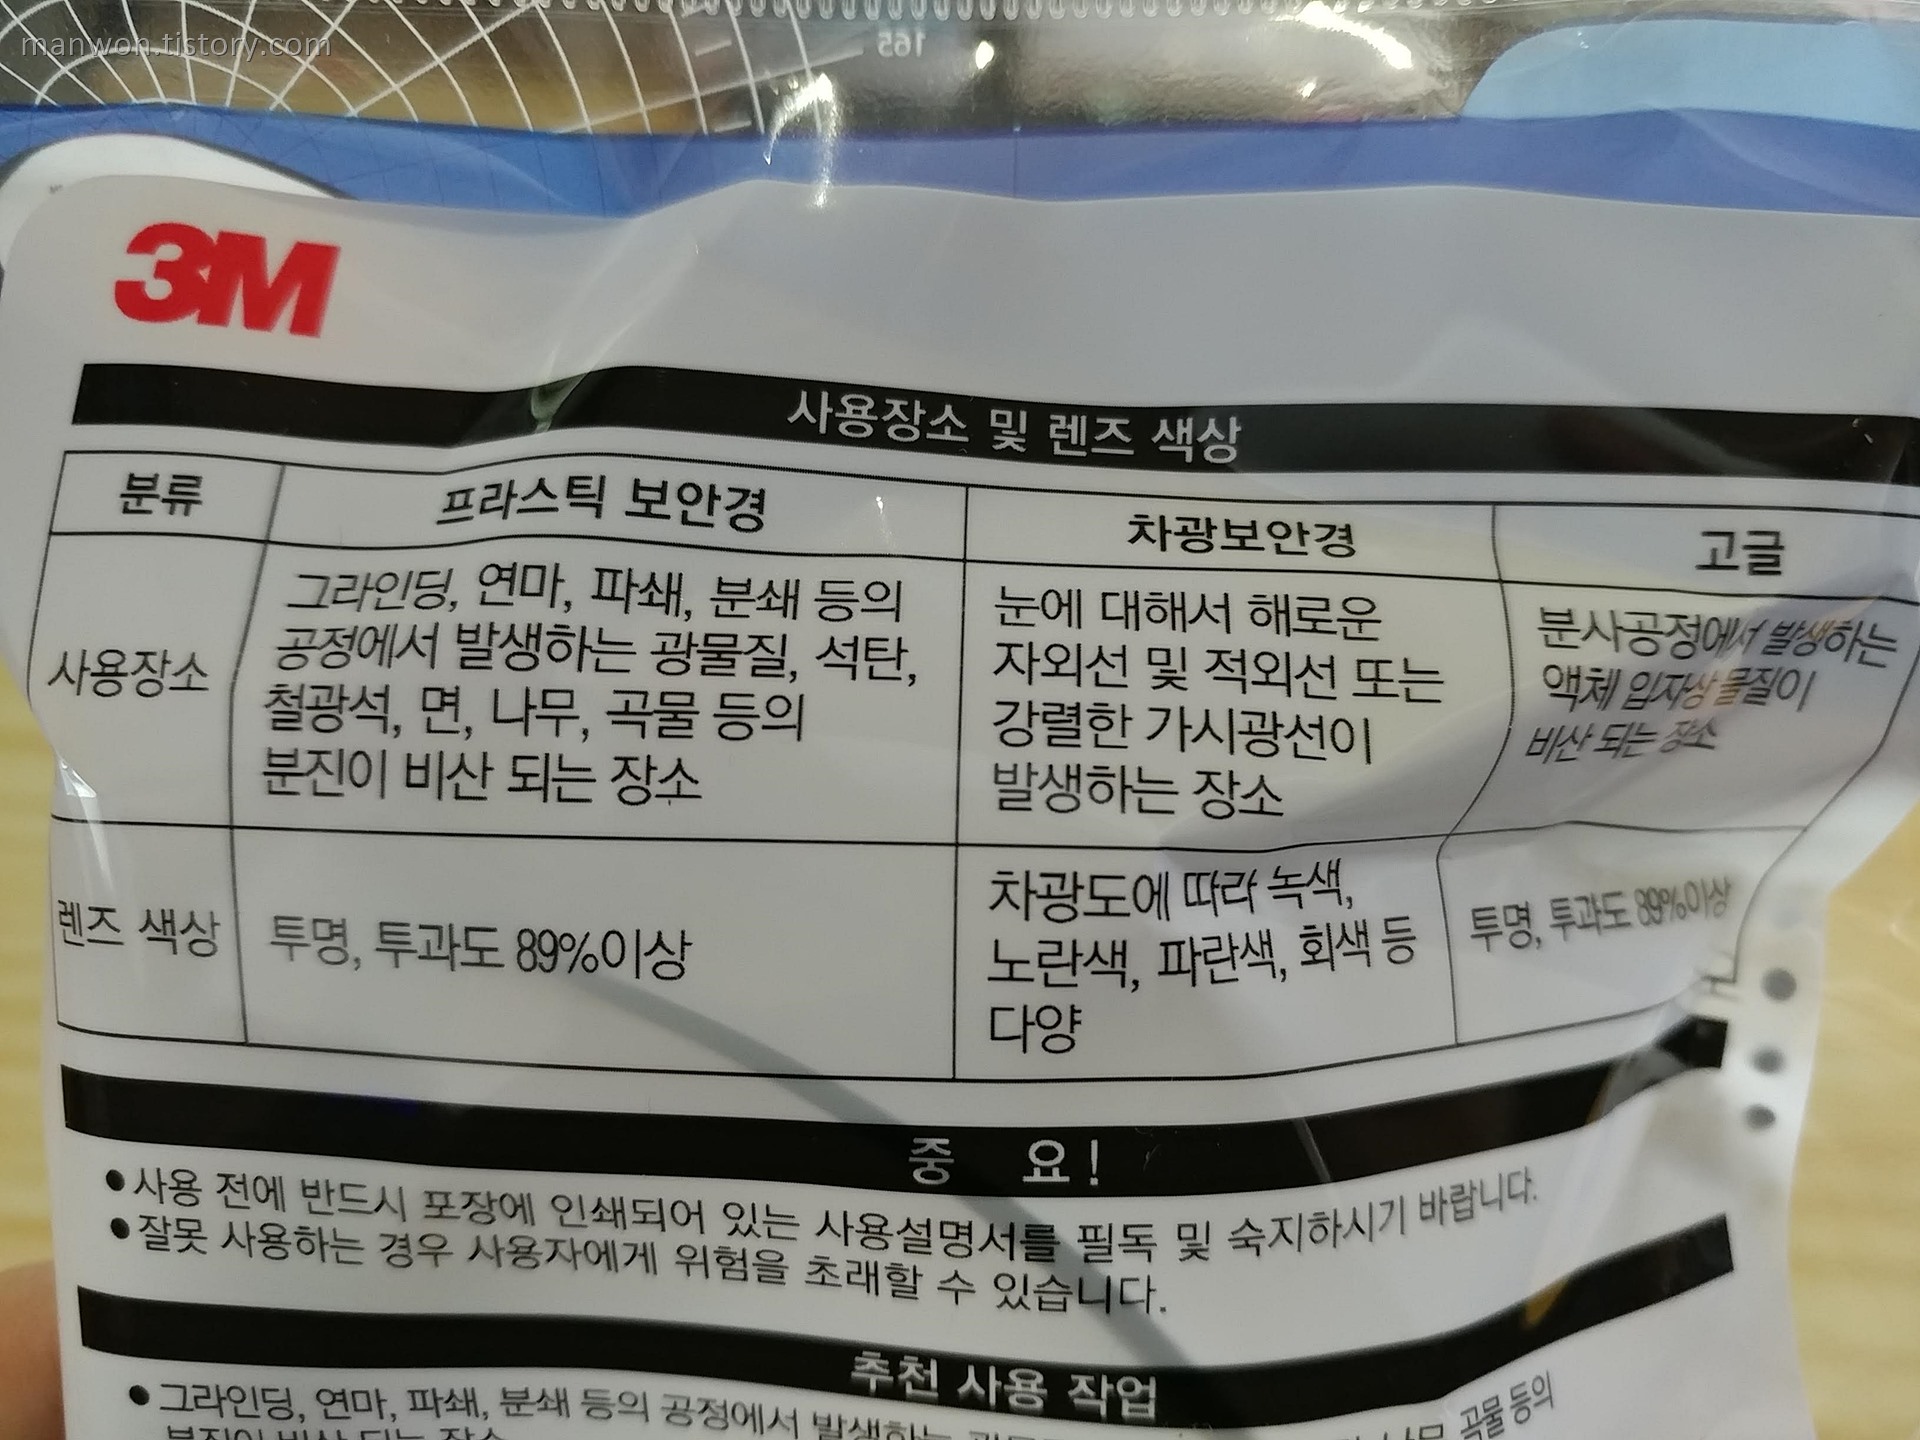 manwon.tistory.com
165
3M
사용장소 및 렌즈 색상
분류 프라스틱 보안경 차광보안경 고글
사용장소
그라인딩, 연마, 파쇄, 분쇄 등의
공정에서 발생하는 광물질, 석탄,
철광석, 면, 나무, 곡물 등의
분진이 비산 되는 장소
눈에 대해서 해로운
자외선 및 적외선 또는
강렬한 가시광선이
발생하는 장소
분사공정에서 발생하는
액체 입자상 물질이
비산 되는 장소
렌즈 색상
투명, 투과도 89%이상
차광도에 따라 녹색,
노란색, 파란색, 회색 등
다양
투명, 투과도 89%이상
중 요!
●사용 전에 반드시 포장에 인쇄되어 있는 사용설명서를 필독 및 숙지하시기 바랍니다.
●잘못 사용하는 경우 사용자에게 위험을 초래할 수 있습니다.
추천 사용 작업
●그라인딩, 연마, 파쇄, 분쇄 등의 공정에서 발생하는 곡물 등의